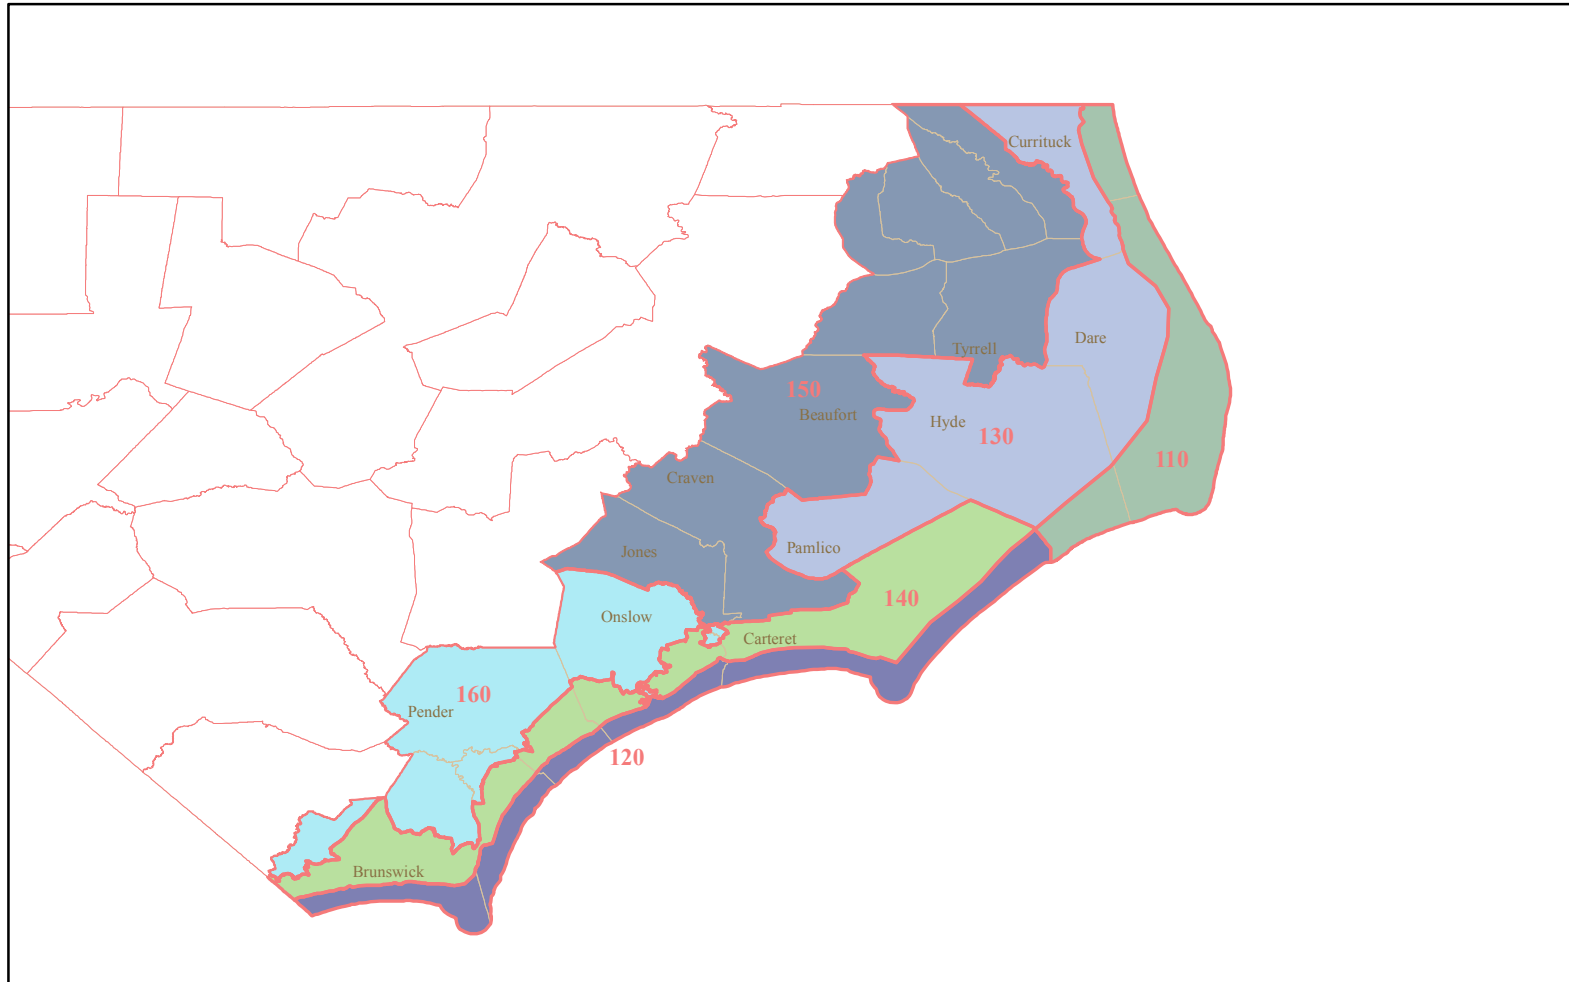 Currituck
Dare
Tyrrell
150
Beaufort
Hyde
130
110
Craven
Pamlico
Jones
140
Onslow
Carteret
160
Pender
120
Brunswick